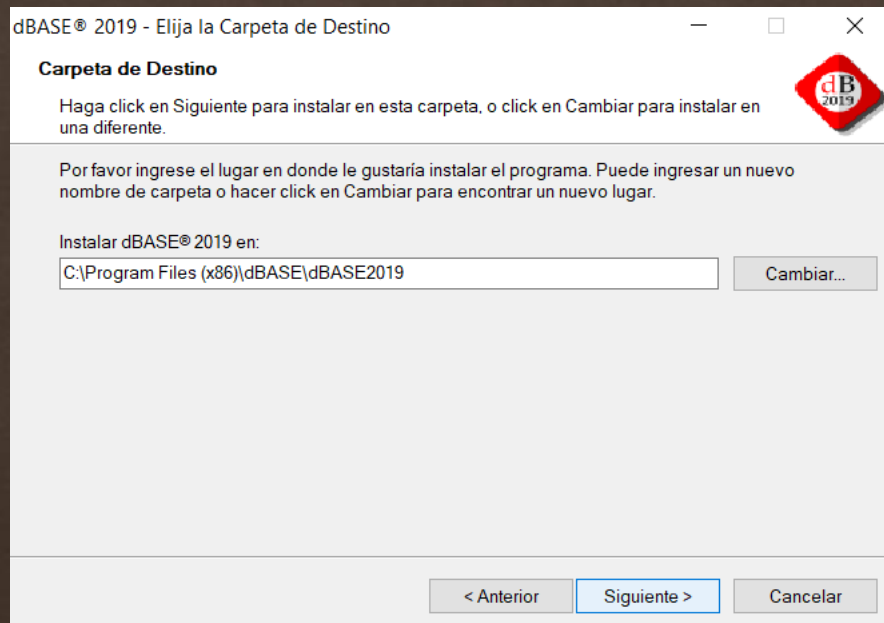 dBASE® 2019 - Elija la Carpeta de Destino
Carpeta de Destino
dB
2019
Haga click en Siguiente para instalar en esta carpeta, o click en Cambiar para instalar en
una diferente.
Por favor ingrese el lugar en donde le gustaría instalar el programa. Puede ingresar un nuevo
nombre de carpeta o hacer click en Cambiar para encontrar un nuevo lugar.
Instalar dBASE® 2019 en:
C:\Program Files (x86)\dBASE\dBASE2019
Cambiar...
< Anterior
Siguiente >
Cancelar